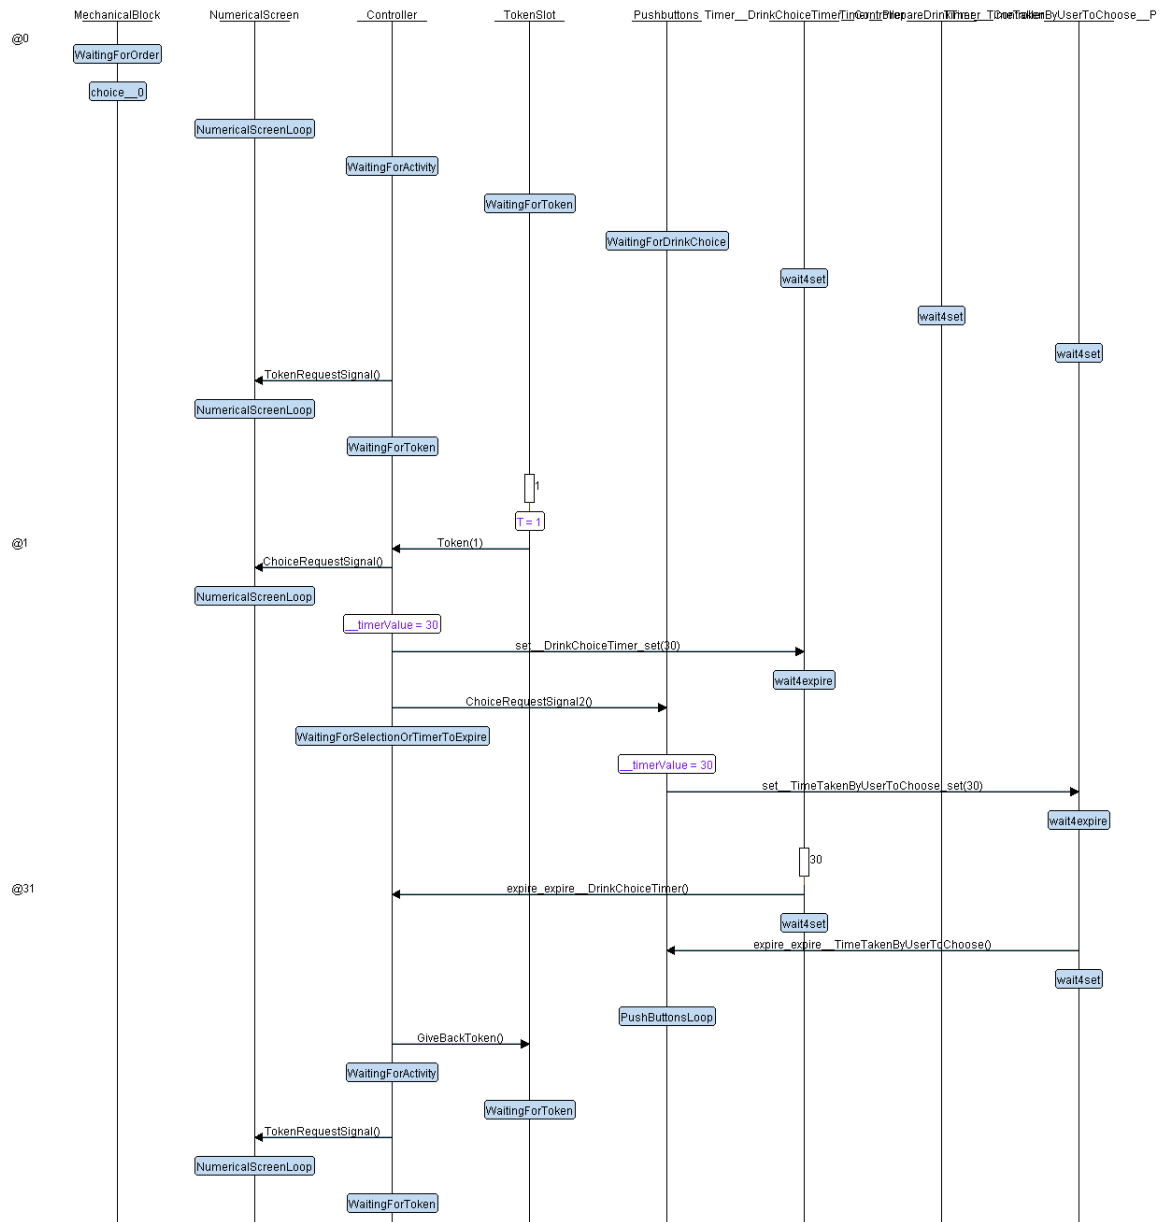 MechanicalBlock
NumericalScreen
Controller
TokenSlot
Pushbuttons
@0
WaitingForOrder
choice__0
NumericalScreenLoop
WaitingForActivity
WaitingForToken
WaitingForDrinkChoice
wait4set
wait4set
wait4set
TokenRequestSignal()
NumericalScreenLoop
WaitingForToken
1
T = 1
@1
Token(1)
ChoiceRequestSignal()
NumericalScreenLoop
__timerValue = 30
set__DrinkChoiceTimer_set(30)
wait4expire
ChoiceRequestSignal2()
WaitingForSelectionOrTimerToExpire
__timerValue = 30
set__TimeTakenByUserToChoose_set(30)
wait4expire
30
@31
expire_expire__DrinkChoiceTimer()
wait4set
expire_expire__TimeTakenByUserToChoose()
wait4set
PushButtonsLoop
GiveBackToken()
WaitingForActivity
WaitingForToken
TokenRequestSignal()
NumericalScreenLoop
WaitingForToken